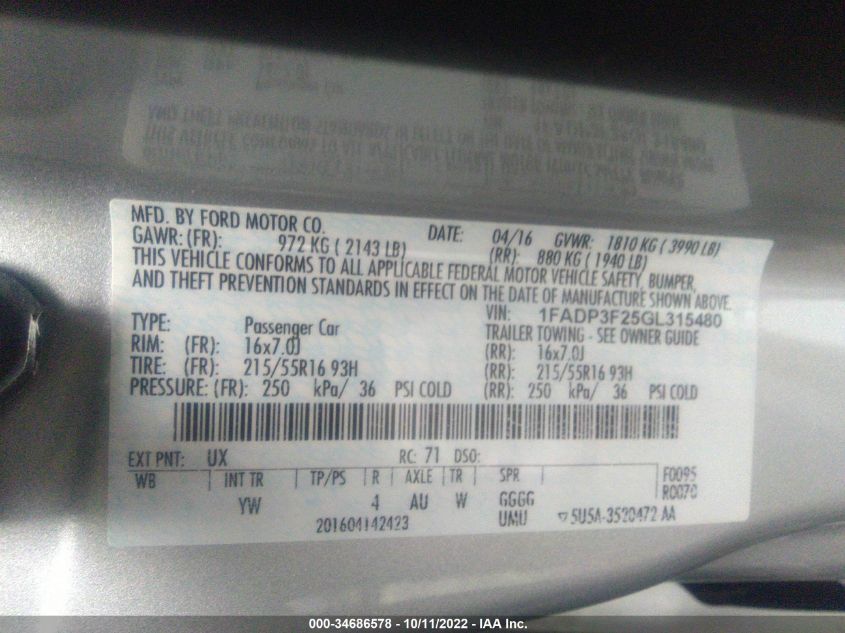 MFD. BY FORD MOTOR CO. DATE: 04/16 GVWR: 1810 KG ( 3990 LB)
GAWR: (FR): 972 KG ( 2143 LB) (RR): 880 KG ( 1940 LB)
THIS VEHICLE CONFORMS TO ALL APPLICABLE FEDERAL MOTOR VEHICLE SAFETY, BUMPER,
AND THEFT PREVENTION STANDARDS IN EFFECT ON THE DATE OF MANUFACTURE SHOWN ABOVE.
VIN: 1FADP3F25GL315480
TYPE: Passenger Car TRAILER TOWING - SEE OWNER GUIDE
RIM: (FR): 16x7.0J (RR): 16x7.0J
TIRE: (FR): 215/55R16 93H (RR): 215/55R16 93H
PRESSURE: (FR): 250 kPa/ 36 PSI COLD (RR): 250 kPa/ 36 PSI COLD
EXT PNT: UX RC: 71 DSO:
WB INT TR TP/PS R AXLE TR SPR F0095
YW 4 AU W GGGG R0070
201604142423 UMU 5U5A-3520472 AA
000-34686578 - 10/11/2022 - IAA Inc.